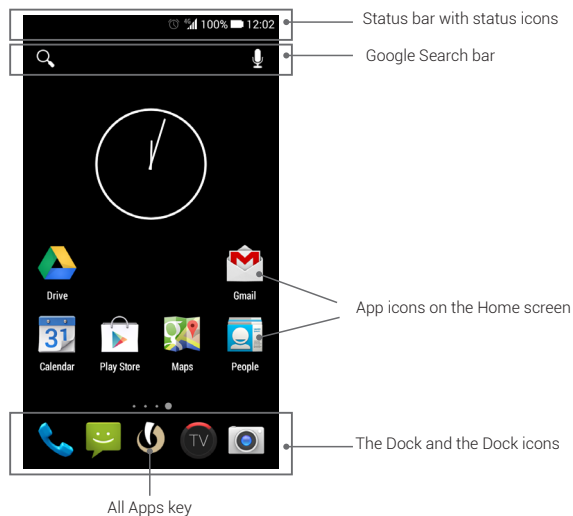 4G 100% 12:02
Status bar with status icons
Google Search bar
Drive
Gmail
App icons on the Home screen
31
Calendar
Play Store
Maps
People
TV
The Dock and the Dock icons
All Apps key